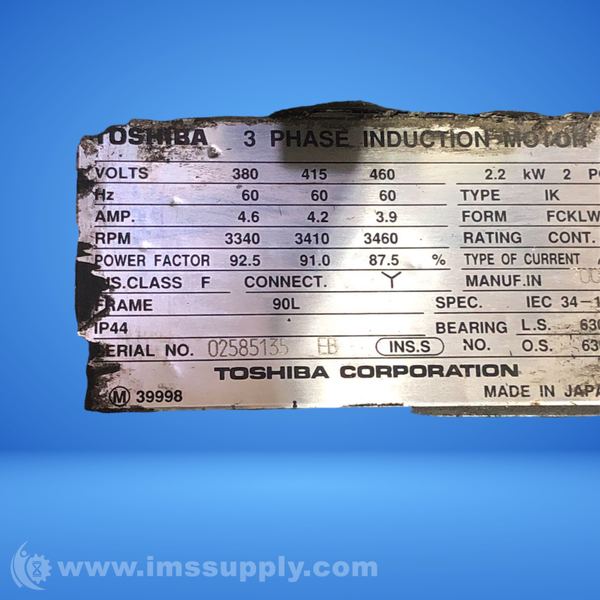 TOSHIBA 3 PHASE INDUCTION MOTOR
VOLTS 380 415 460 2.2 kW 2
Hz 60 60 60 TYPE IK
AMP. 4.6 4.2 3.9 FORM FCKLW
RPM 3340 3410 3460 RATING CONT.
POWER FACTOR 92.5 91.0 87.5 % TYPE OF CURRENT
INS.CLASS F CONNECT. Y MANUF.IN
FRAME 90L SPEC. IEC 34-1
IP44 BEARING L.S.
SERIAL NO. 02585135 EB INS.S NO. O.S.
TOSHIBA CORPORATION
M 39998 MADE IN JAPA
www.imssupply.com